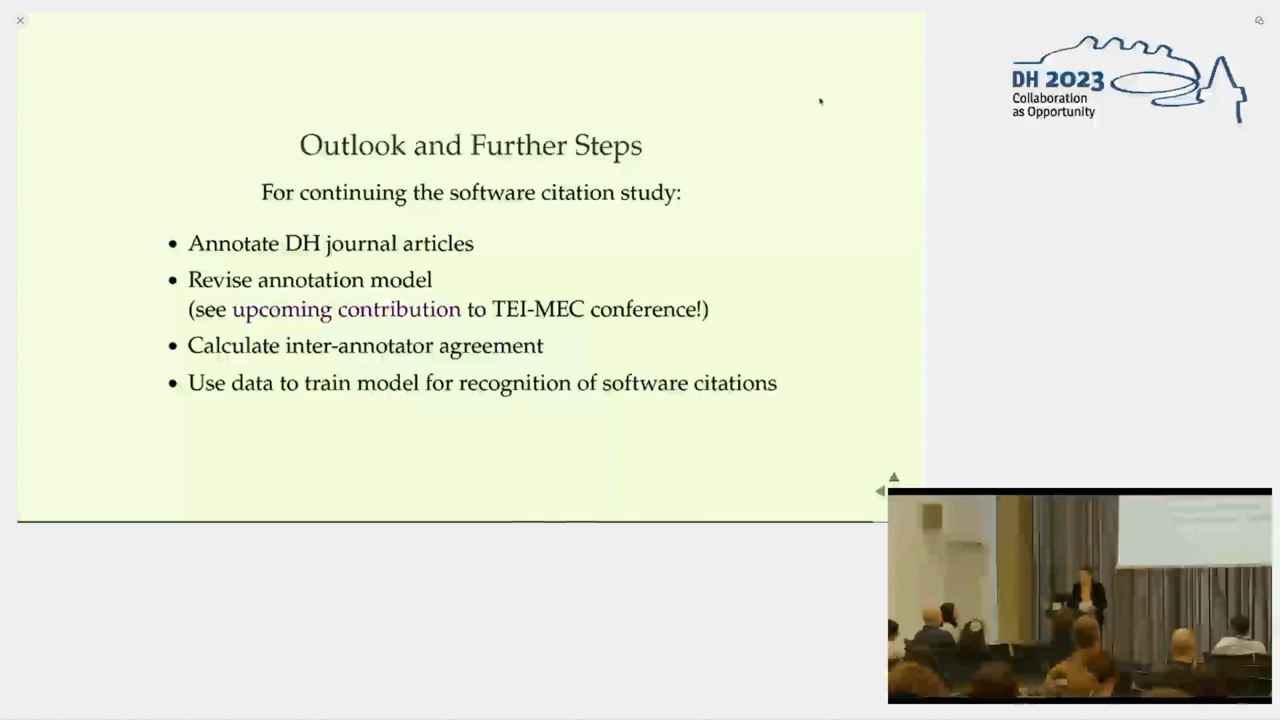 Outlook and Further Steps
For continuing the software citation study:
• Annotate DH journal articles
• Revise annotation model
(see upcoming contribution to TEI-MEC conference!)
• Calculate inter-annotator agreement
• Use data to train model for recognition of software citations
DH 2023
Collaboration
as Opportunity